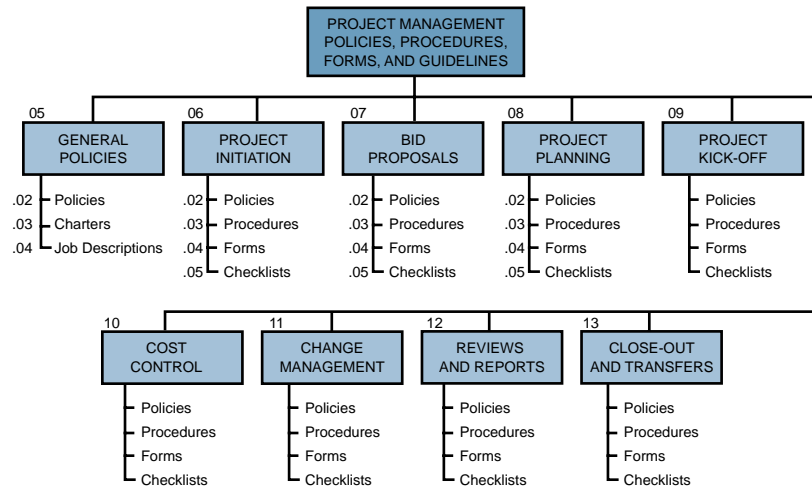 PROJECT MANAGEMENT
POLICIES, PROCEDURES,
FORMS, AND GUIDELINES
05
GENERAL
POLICIES
.02 Policies
.03 Charters
.04 Job Descriptions
06
PROJECT
INITIATION
.02 Policies
.03 Procedures
.04 Forms
.05 Checklists
07
BID
PROPOSALS
.02 Policies
.03 Procedures
.04 Forms
.05 Checklists
08
PROJECT
PLANNING
.02 Policies
.03 Procedures
.04 Forms
.05 Checklists
09
PROJECT
KICK-OFF
Policies
Procedures
Forms
Checklists
10
COST
CONTROL
Policies
Procedures
Forms
Checklists
11
CHANGE
MANAGEMENT
Policies
Procedures
Forms
Checklists
12
REVIEWS
AND REPORTS
Policies
Procedures
Forms
Checklists
13
CLOSE-OUT
AND TRANSFERS
Policies
Procedures
Forms
Checklists